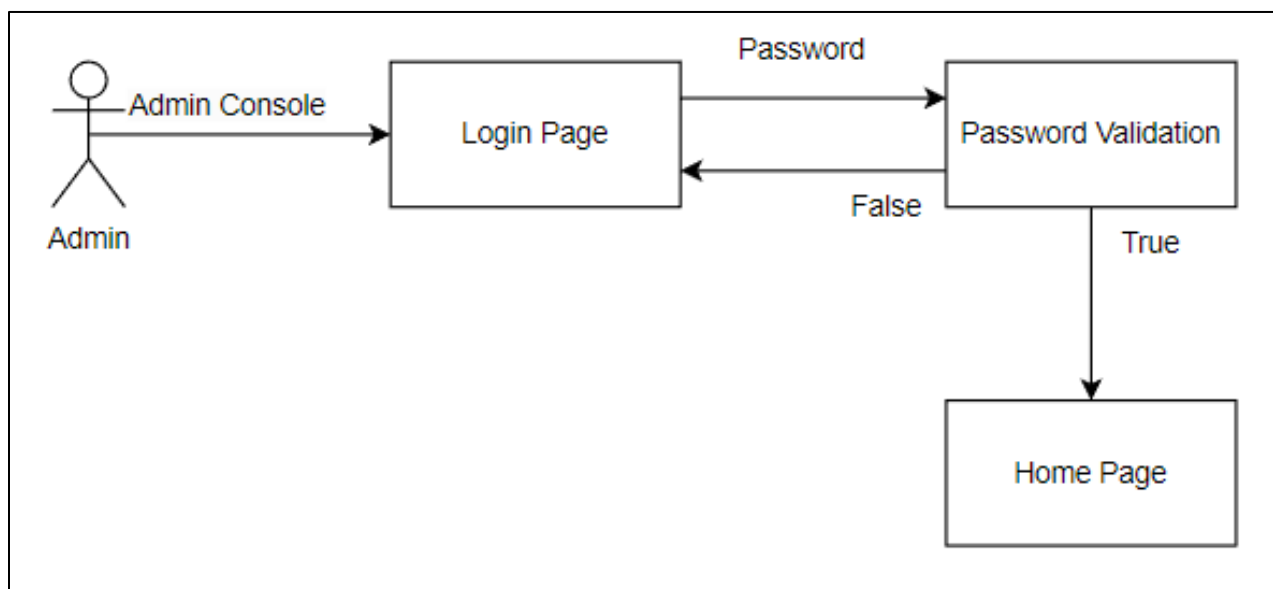 Password
Admin Console
Login Page
Password Validation
False
Admin
True
Home Page